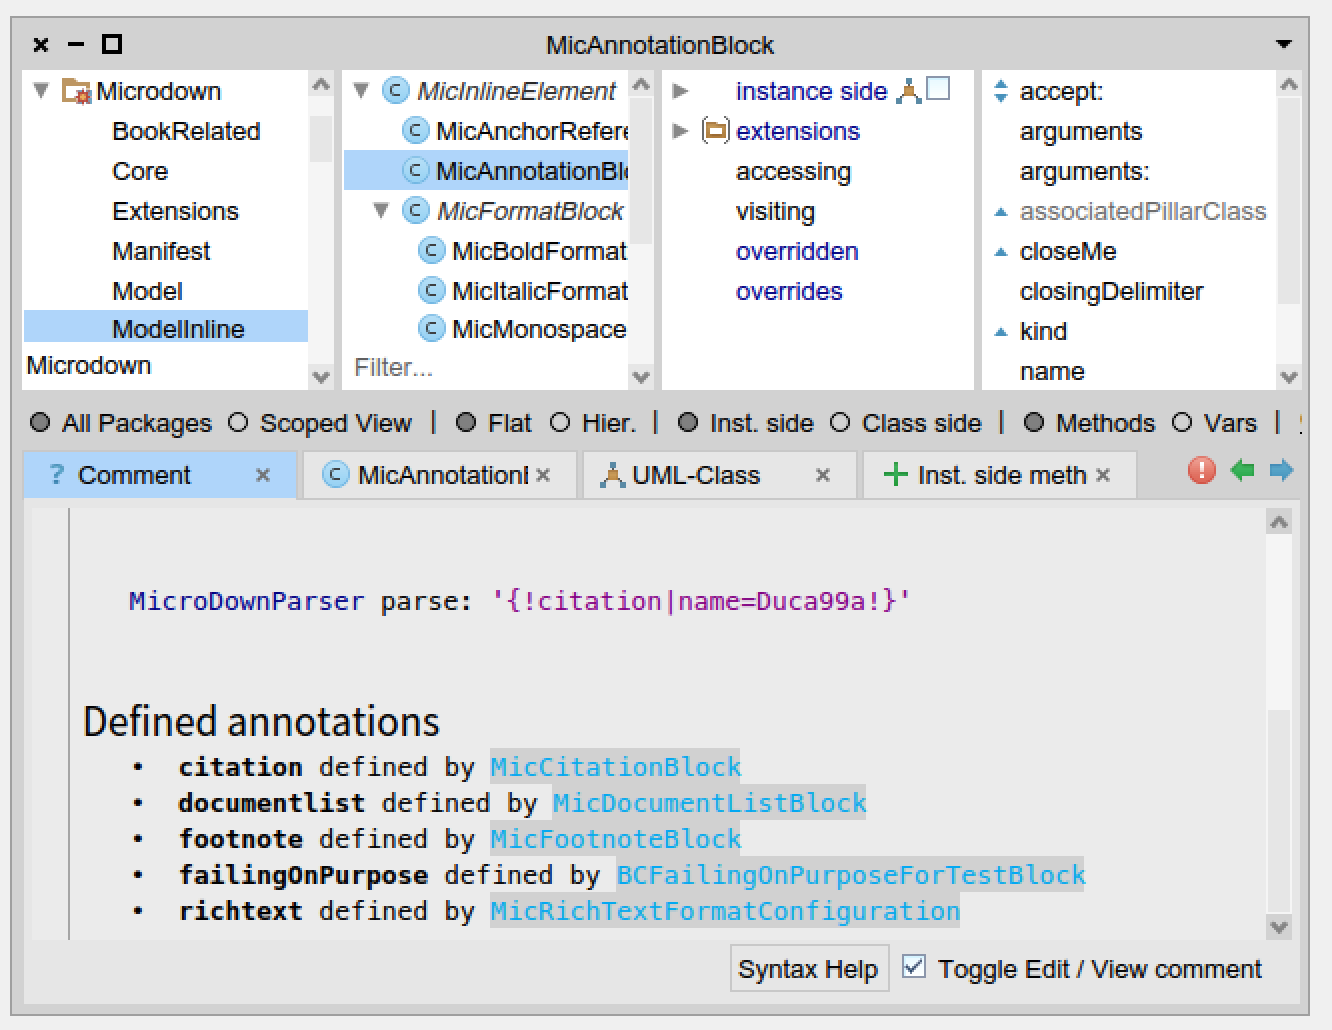 MicAnnotationBlock
Microdown
BookRelated
Core
Extensions
Manifest
Model
ModelInline
Microdown
MicInlineElement
MicAnchorRefere
MicAnnotationBlo
MicFormatBlock
MicBoldFormat
MicItalicFormat
MicMonospace
Filter...
instance side
extensions
accessing
visiting
overridden
overrides
accept:
arguments
arguments:
associatedPillarClass
closeMe
closingDelimiter
kind
name
All Packages Scoped View | Flat Hier. | Inst. side Class side | Methods Vars |
? Comment × MicAnnotationB × UML-Class × Inst. side meth ×
MicroDownParser parse: '{!citation|name=Duca99a!}'
Defined annotations
• citation defined by MicCitationBlock
• documentlist defined by MicDocumentListBlock
• footnote defined by MicFootnoteBlock
• failingOnPurpose defined by BCFailingOnPurposeForTestBlock
• richtext defined by MicRichTextFormatConfiguration
Syntax Help Toggle Edit / View comment